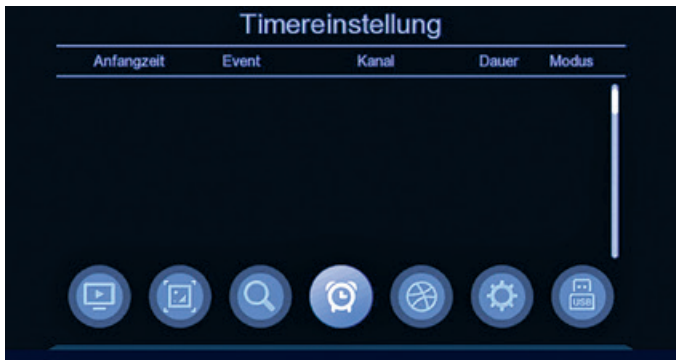 Timereinstellung
Anfangzeit Event Kanal Dauer Modus
USB